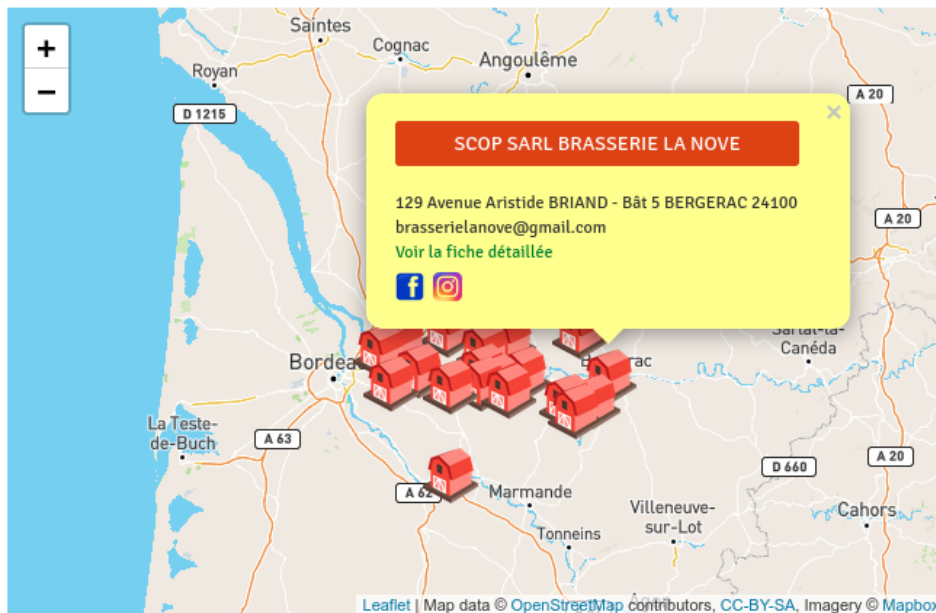 +
−
Saintes
Cognac
Royan
Angoulême
D 1215
A 20
×
SCOP SARL BRASSERIE LA NOVE
129 Avenue Aristide BRIAND - Bât 5 BERGERAC 24100
brasserielanove@gmail.com
Voir la fiche détaillée
A 20
Canéda
La Teste-
de-Buch
A 63
A 20
D 660
A 62
Marmande
Villeneuve-
sur-Lot
Cahors
Tonneins
Leaflet | Map data © OpenStreetMap contributors, CC-BY-SA, Imagery © Mapbox